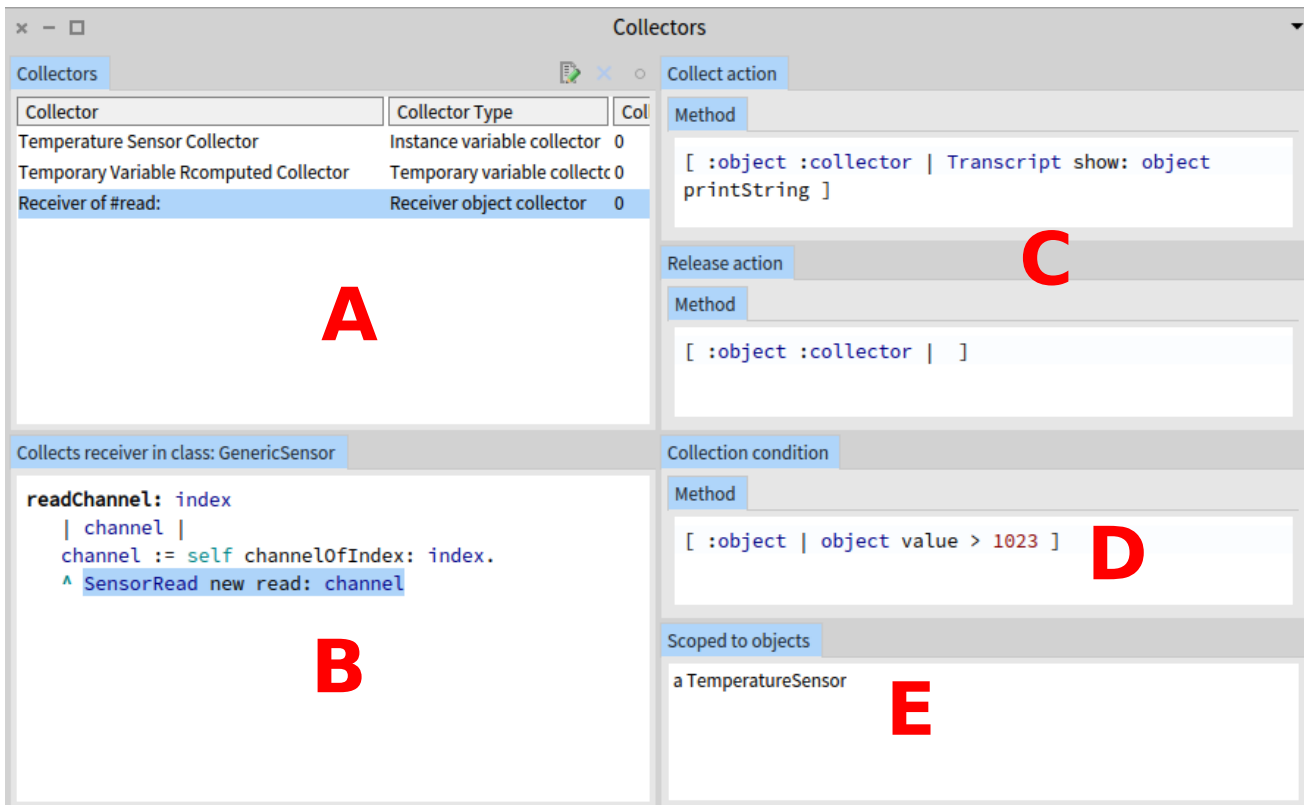 Collectors
Collectors
Collector Collector Type Coll
Temperature Sensor Collector Instance variable collector 0
Temporary Variable Rcomputed Collector Temporary variable collectc 0
Receiver of #read: Receiver object collector 0
A
Collects receiver in class: GenericSensor
readChannel: index
| channel |
channel := self channelOfIndex: index.
^ SensorRead new read: channel
B
Collect action
Method
[ :object :collector | Transcript show: object
printString ]
C
Release action
Method
[ :object :collector | ]
Collection condition
Method
[ :object | object value > 1023 ]
D
Scoped to objects
a TemperatureSensor
E